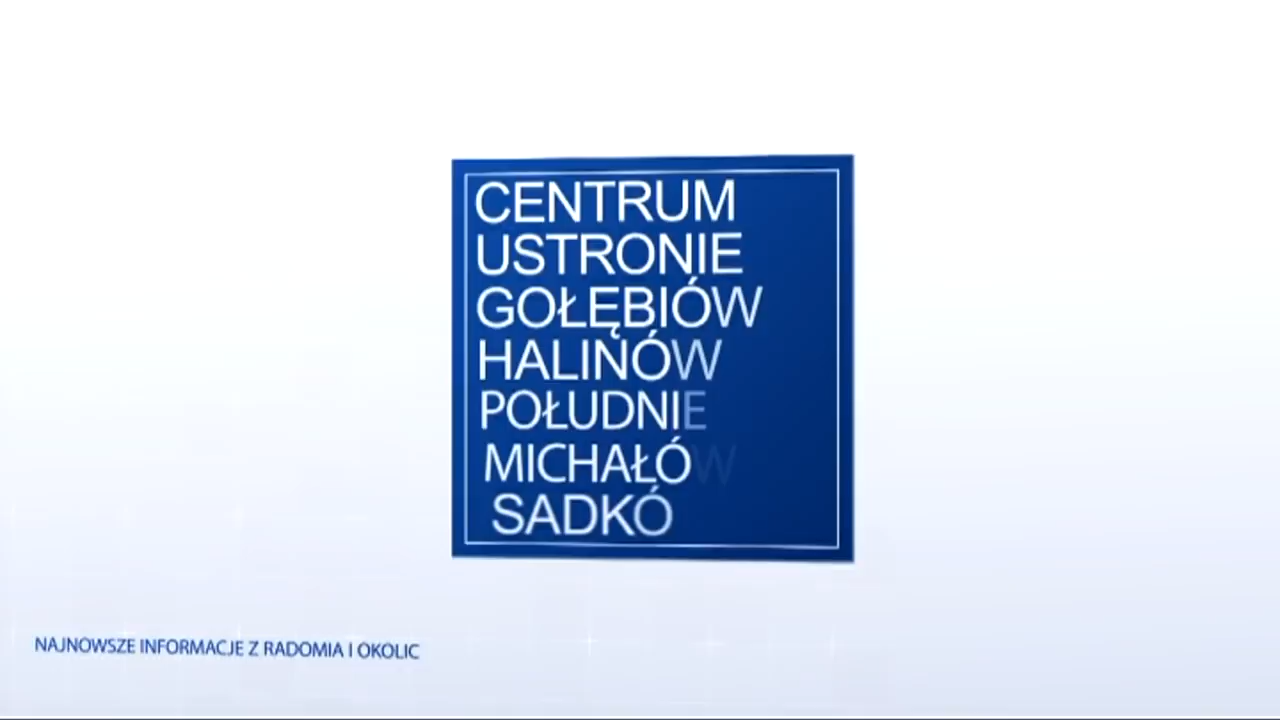 CENTRUM
USTRONIE
GOŁĘBIÓW
HALINÓW
POŁUDNIE
MICHAŁÓW
SADKÓ
NAJNOWSZE INFORMACJE Z RADOMIA I OKOLIC